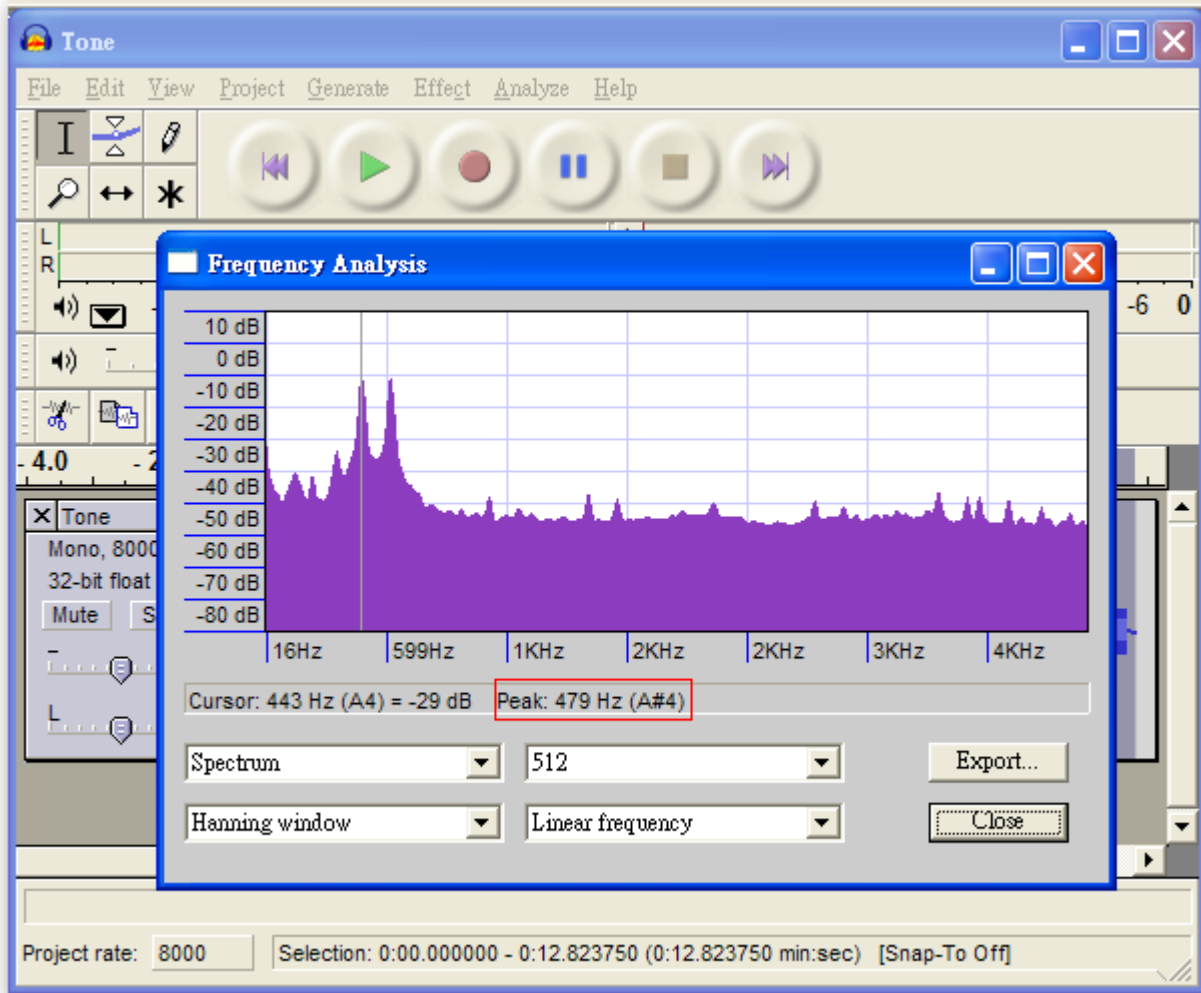 Tone
File Edit View Project Generate Effect Analyze Help
L
R
-6 0
Frequency Analysis
10 dB
0 dB
-10 dB
-20 dB
-30 dB
-40 dB
-50 dB
-60 dB
-70 dB
-80 dB
16Hz 599Hz 1KHz 2KHz 2KHz 3KHz 4KHz
Cursor: 443 Hz (A4) = -29 dB Peak: 479 Hz (A#4)
Spectrum 512 Export...
Hanning window Linear frequency Close
- 4.0 - 2
X Tone
Mono, 8000
32-bit float
Mute S
- 
L
Project rate: 8000 Selection: 0:00.000000 - 0:12.823750 (0:12.823750 min:sec) [Snap-To Off]